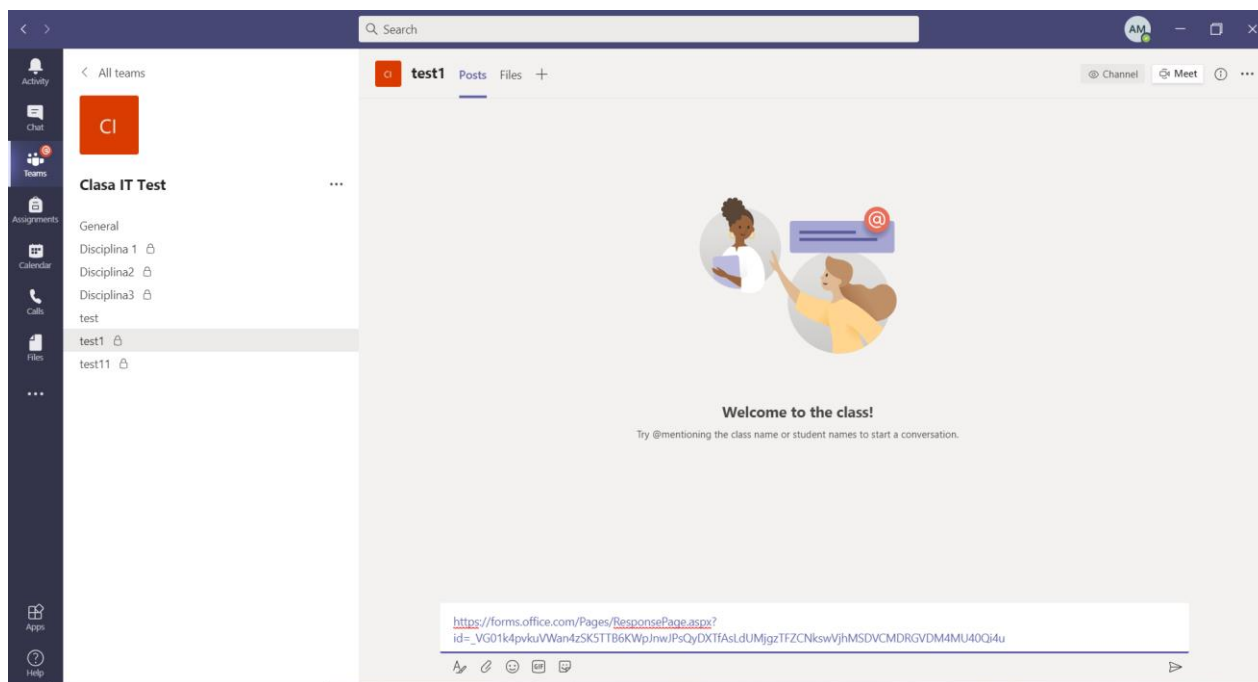 Search
AM
Activity
Chat
Teams
Assignments
Calendar
Calls
Files
Apps
Help
All teams
CI
Clasa IT Test
General
Disciplina 1
Disciplina2
Disciplina3
test
test1
test11
CI
test1 Posts Files
Channel Meet
@
Welcome to the class!
Try @mentioning the class name or student names to start a conversation.
https://forms.office.com/Pages/ResponsePage.aspx?
id=_VG01k4pvkuVWan4zSK5TTB6KWpJnwJPsQyDXTfAsLdUMjgzTFZCNkswVjhMSDVCMDRGVDM4MU40Qi4u
GIF